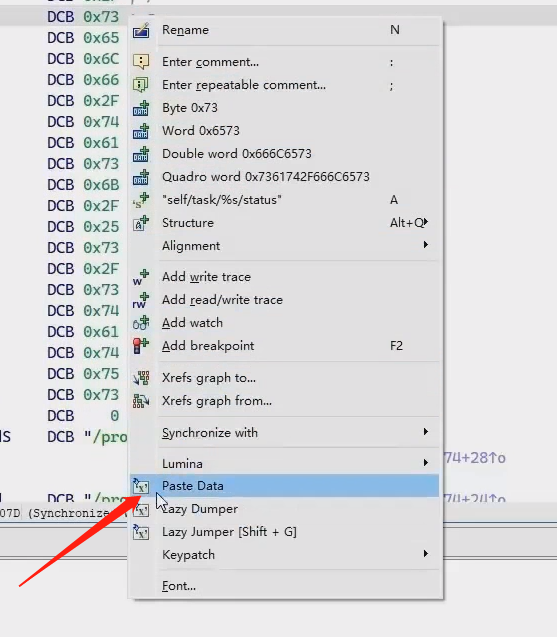 DCB 0x73
DCB 0x65
DCB 0x6C
DCB 0x66
DCB 0x2F
DCB 0x74
DCB 0x61
DCB 0x73
DCB 0x6B
DCB 0x2F
DCB 0x25
DCB 0x73
DCB 0x2F
DCB 0x73
DCB 0x74
DCB 0x61
DCB 0x74
DCB 0x75
DCB 0x73
DCB 0
DCB "/pro
74+28↑o
DCB "/pro
74+24↑o
07D (Synchronize
Rename N
Enter comment... :
Enter repeatable comment... ;
Byte 0x73
Word 0x6573
Double word 0x666C6573
Quadro word 0x7361742F666C6573
"self/task/%s/status" A
Structure Alt+Q
Alignment
Add write trace
Add read/write trace
Add watch
Add breakpoint F2
Xrefs graph to...
Xrefs graph from...
Synchronize with
Lumina
Paste Data
Lazy Dumper
Lazy Jumper [Shift + G]
Keypatch
Font...